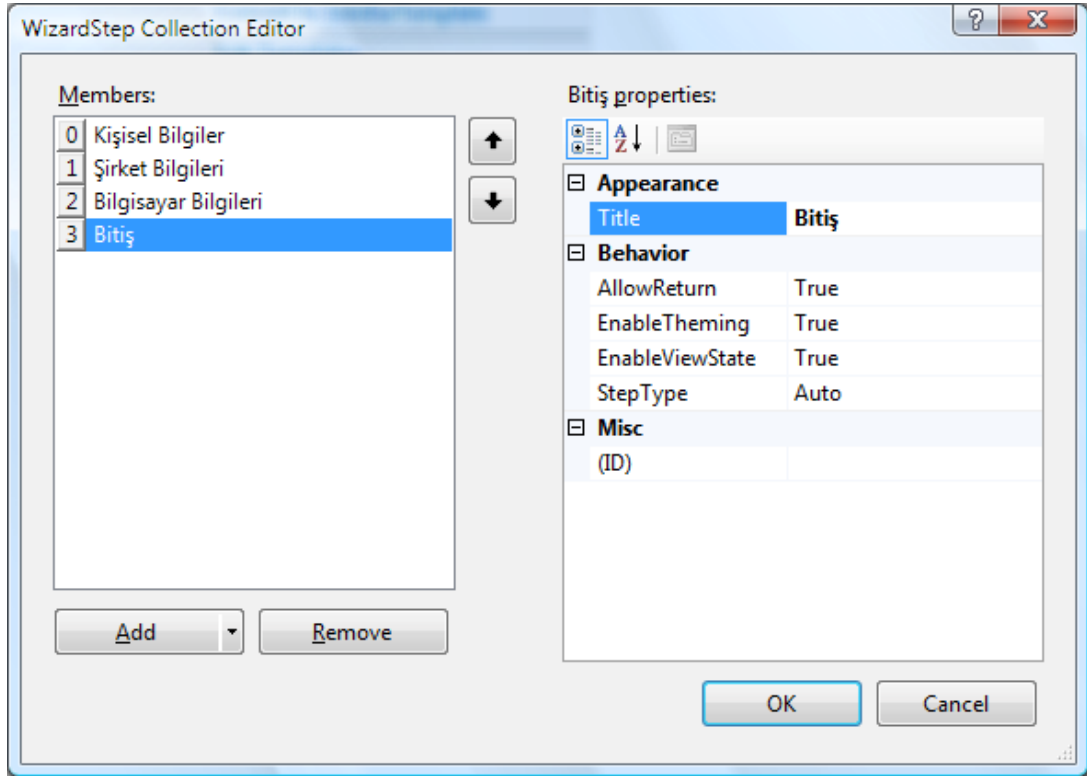 WizardStep Collection Editor
Members:
0 Kişisel Bilgiler
1 Şirket Bilgileri
2 Bilgisayar Bilgileri
3 Bitiş
Add
Remove
Bitiş properties:
Appearance
Title Bitiş
Behavior
AllowReturn True
EnableTheming True
EnableViewState True
StepType Auto
Misc
(ID)
OK
Cancel